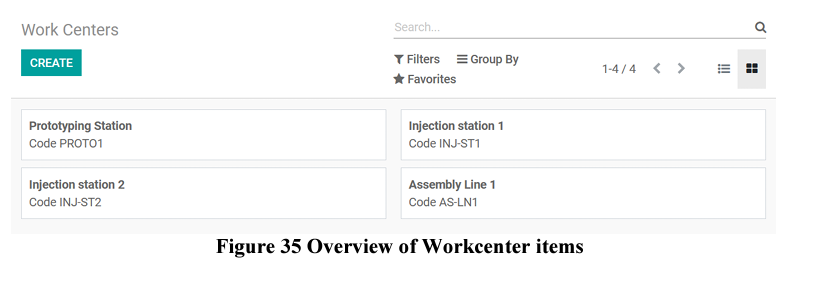 Work Centers
Search...
CREATE
Filters Group By
1-4 / 4
Favorites
Prototyping Station
Code PROTO1
Injection station 1
Code INJ-ST1
Injection station 2
Code INJ-ST2
Assembly Line 1
Code AS-LN1
Figure 35 Overview of Workcenter items